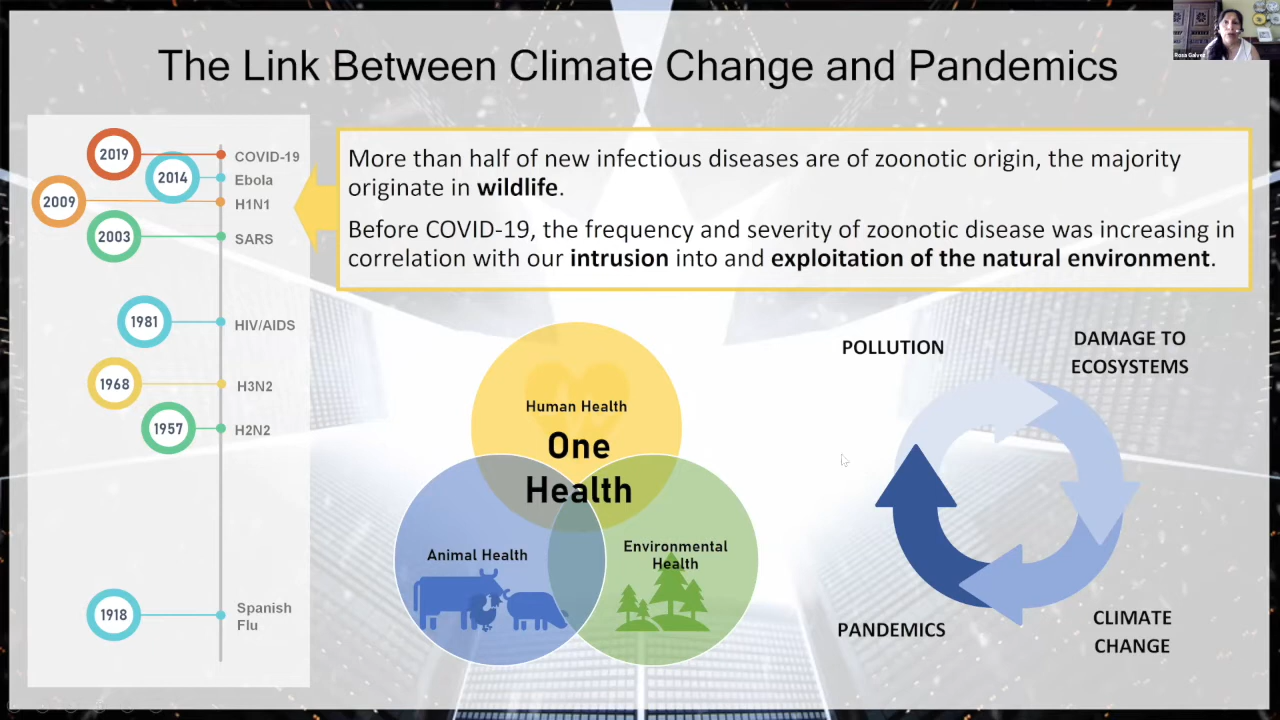 The Link Between Climate Change and Pandemics
Rosa Galvez
2019
COVID-19
2014
Ebola
2009
H1N1
2003
SARS
1981
HIV/AIDS
1968
H3N2
1957
H2N2
1918
Spanish
Flu
More than half of new infectious diseases are of zoonotic origin, the majority
originate in wildlife.
Before COVID-19, the frequency and severity of zoonotic disease was increasing in
correlation with our intrusion into and exploitation of the natural environment.
Human Health
One
Health
Animal Health
Environmental
Health
POLLUTION
DAMAGE TO
ECOSYSTEMS
PANDEMICS
CLIMATE
CHANGE